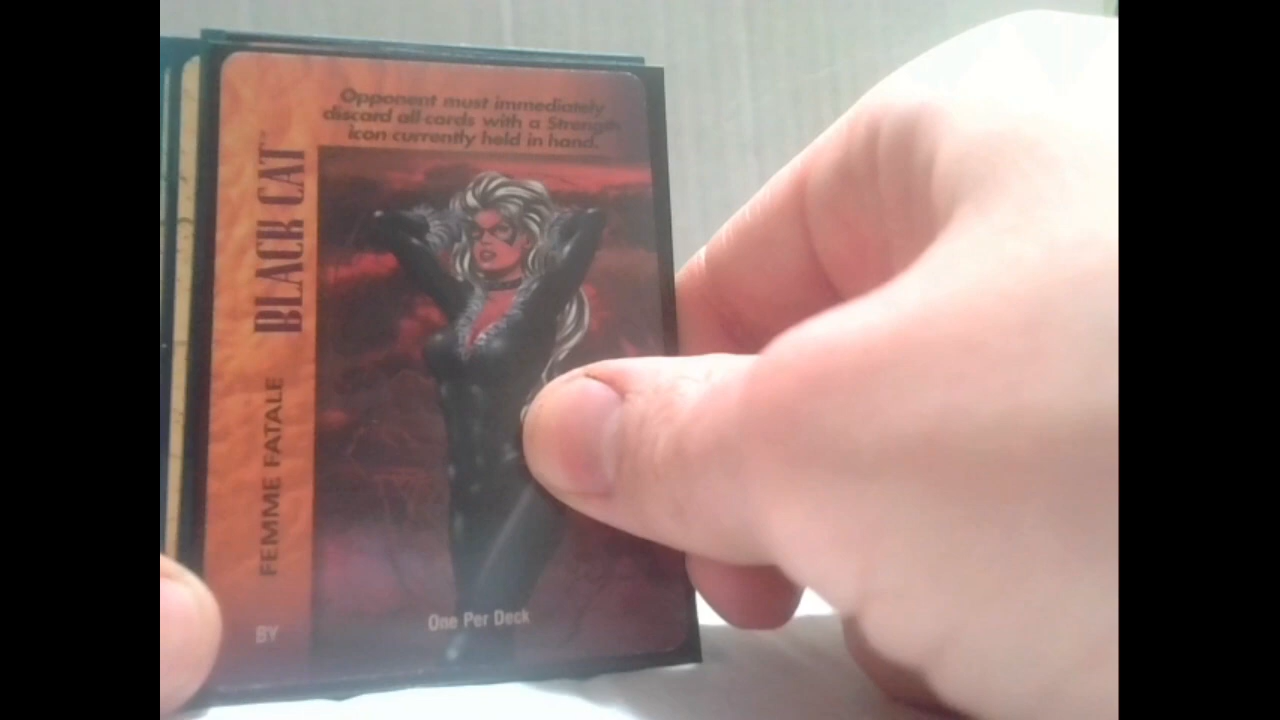 Opponent must immediately
discard all cards with a Strength
icon currently held in hand.
BLACK CAT™
FEMME FATALE
One Per Deck
BY